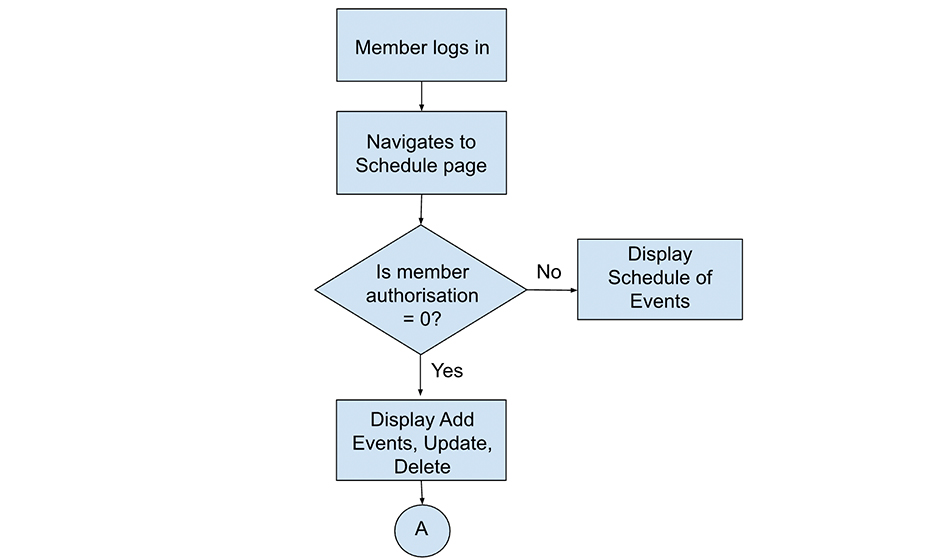 Member logs in
Navigates to
Schedule page
Is member
authorisation
= 0?
No
Display
Schedule of
Events
Yes
Display Add
Events, Update,
Delete
A